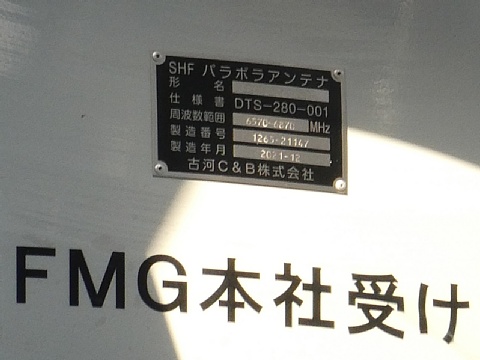 SHF パラボラアンテナ
形名
仕様書 DTS-280-001
周波数範囲 6570-6870 MHz
製造番号 1265-21147
製造年月 2021-12
古河C&B株式会社
FMG本社受け